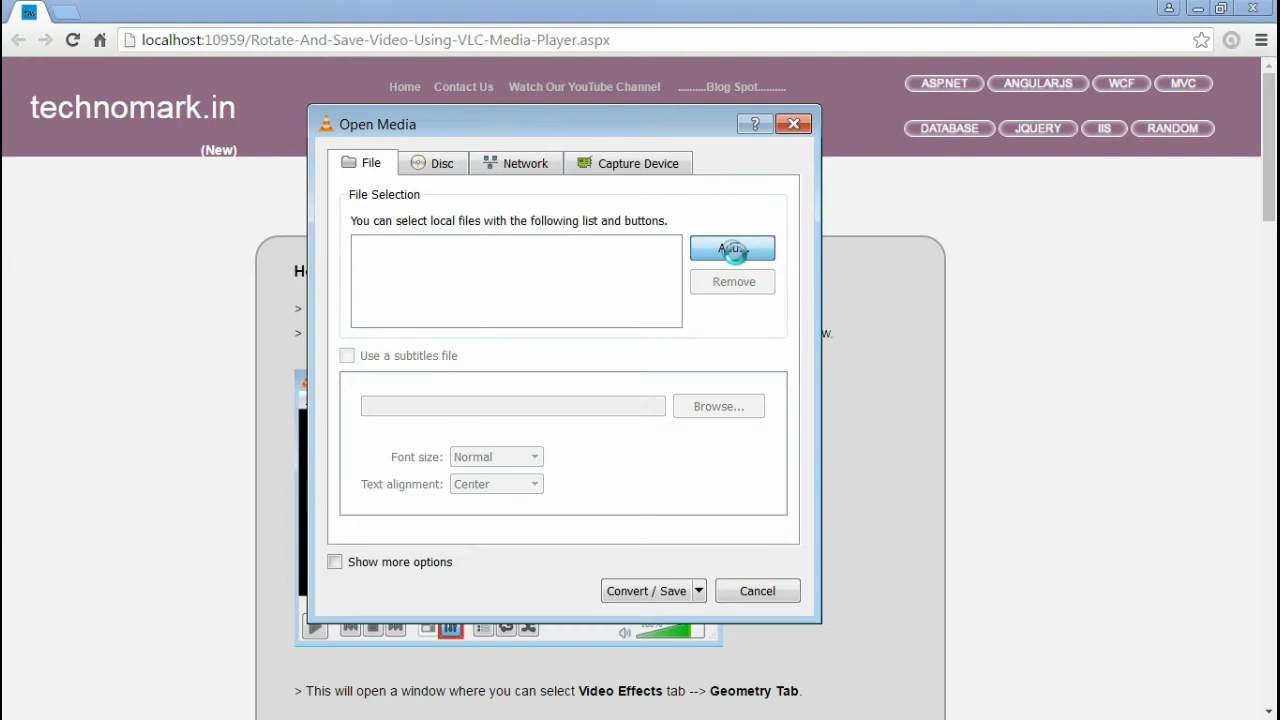 localhost:10959/Rotate-And-Save-Video-Using-VLC-Media-Player.aspx
technomark.in
(New)
Home Contact Us Watch Our YouTube Channel ..........Blog Spot..........
ASP.NET ANGULARJS WCF MVC
DATABASE JQUERY IIS RANDOM
Open Media
File Disc Network Capture Device
File Selection
You can select local files with the following list and buttons.
Remove
Use a subtitles file
Browse...
Font size: Normal
Text alignment: Center
Show more options
Convert / Save Cancel
>
>
w.
> This will open a window where you can select Video Effects tab --> Geometry Tab.